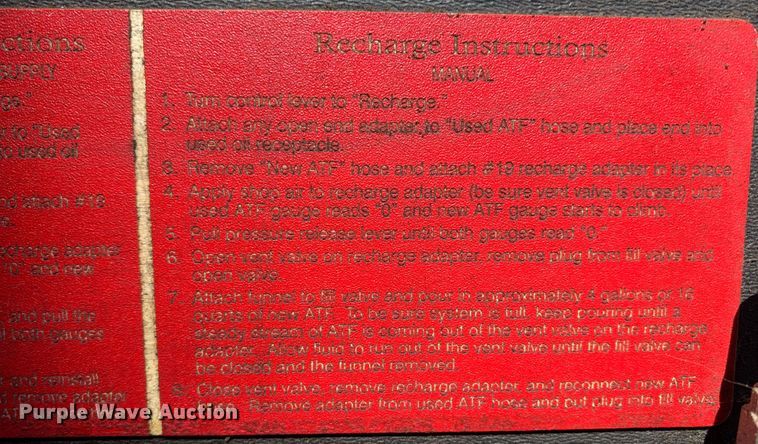 ctions
SUPPLY
ge."
to "Used
to used oil
nd attach #19
e.
echarge adapter
"0" and new
and pull the
both gauges
and reinstall
remove adapter
Recharge Instructions
MANUAL
1. Turn control lever to "Recharge."
2. Attach any open end adapter to "Used ATF" hose and place end into
used oil receptacle.
3. Remove "New ATF" hose and attach #19 recharge adapter in its place.
4. Apply shop air to recharge adapter (be sure vent valve is closed) until
used ATF gauge reads "0" and new ATF gauge starts to climb.
5. Pull pressure release lever until both gauges read "0."
6. Open vent valve on recharge adapter, remove plug from fill valve and
open valve.
7. Attach funnel to fill valve and pour in approximately 4 gallons or 16
quarts of new ATF. To be sure system is full, keep pouring until a
steady stream of ATF is coming out of the vent valve on the recharge
adapter. Allow fluid to run out of the vent valve until the fill valve can
be closed and the funnel removed.
8. Close vent valve, remove recharge adapter, and reconnect new ATF
Remove adapter from used ATF hose and put plug into fill valve
Purple Wave Auction